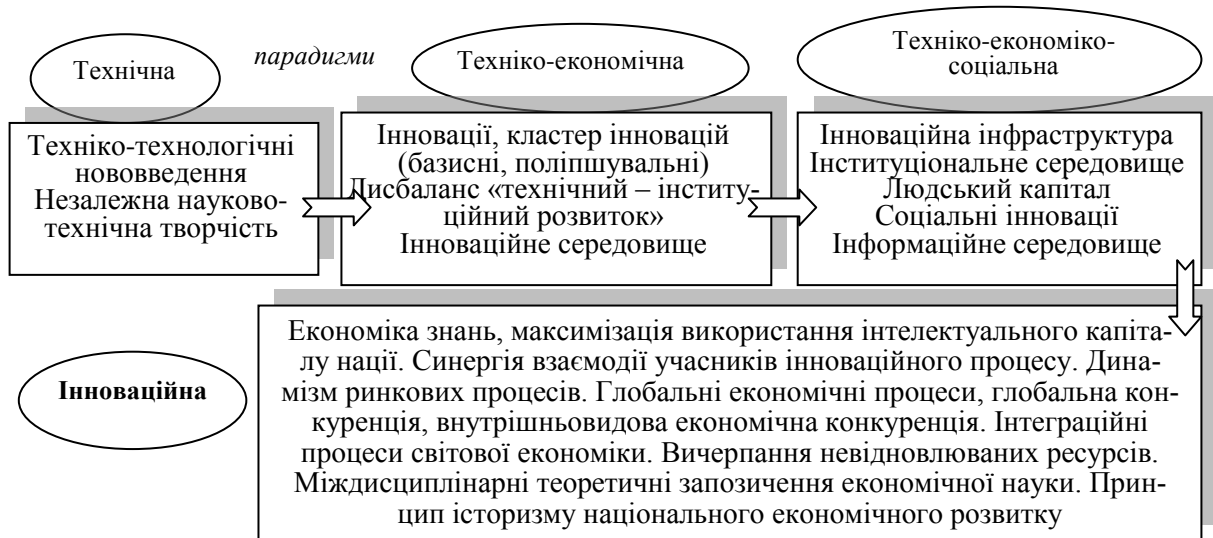 Технічна
парадигми
Техніко-економічна
Техніко-економіко-
соціальна
Техніко-технологічні
нововведення
Незалежна науково-
технічна творчість
Інновації, кластер інновацій
(базисні, поліпшувальні)
Дисбаланс «технічний – інститу-
ційний розвиток»
Інноваційне середовище
Інноваційна інфраструктура
Інституціональне середовище
Людський капітал
Соціальні інновації
Інформаційне середовище
Інноваційна
Економіка знань, максимізація використання інтелектуального капіта-
лу нації. Синергія взаємодії учасників інноваційного процесу. Дина-
мізм ринкових процесів. Глобальні економічні процеси, глобальна кон-
куренція, внутрішньовидова економічна конкуренція. Інтеграційні
процеси світової економіки. Вичерпання невідновлюваних ресурсів.
Міждисциплінарні теоретичні запозичення економічної науки. Прин-
цип історизму національного економічного розвитку